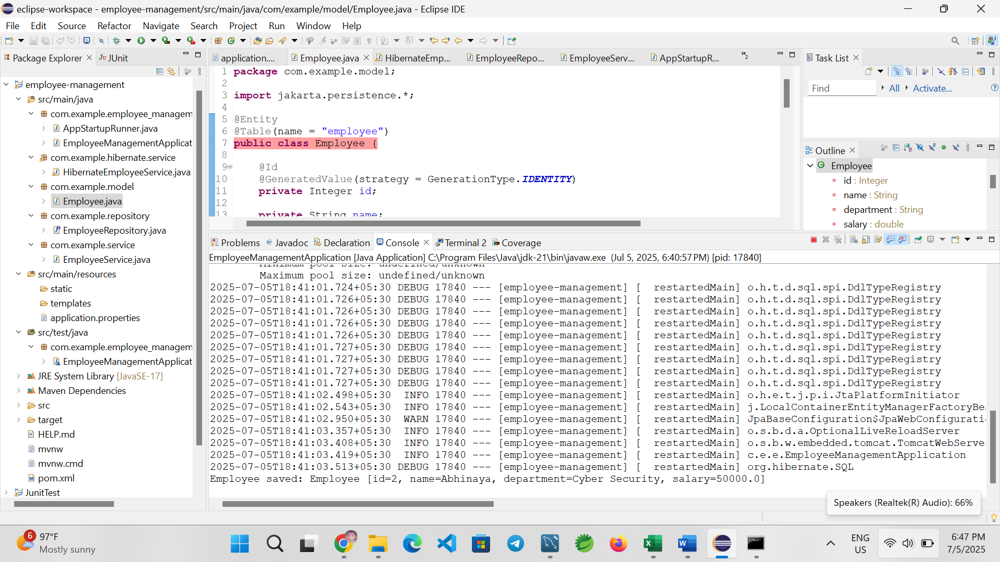 eclipse-workspace - employee-management/src/main/java/com/example/model/Employee.java - Eclipse IDE
File Edit Source Refactor Navigate Search Project Run Window Help
Package Explorer
JUnit
employee-management
src/main/java
com.example.employee_managem
AppStartupRunner.java
EmployeeManagementApplicat
com.example.hibernate.service
HibernateEmployeeService.java
com.example.model
Employee.java
com.example.repository
EmployeeRepository.java
com.example.service
EmployeeService.java
src/main/resources
static
templates
application.properties
src/test/java
com.example.employee_managem
EmployeeManagementApplicat
JRE System Library [JavaSE-17]
Maven Dependencies
src
target
HELP.md
mvnw
mvnw.cmd
pom.xml
JunitTest
application.... Employee.java HibernateEmp... EmployeeRepo... EmployeeServ... AppStartupR... »2
1 package com.example.model;
2
3 import jakarta.persistence.*;
4
5 @Entity
6 @Table(name = "employee")
7 public class Employee {
8
9 @Id
10 @GeneratedValue(strategy = GenerationType.IDENTITY)
11 private Integer id;
12
13 private String name;
Task List
Find All Activate...
Outline
Employee
id : Integer
name : String
department : String
salary : double
Problems Javadoc Declaration Console Terminal 2 Coverage
EmployeeManagementApplication [Java Application] C:\Program Files\Java\jdk-21\bin\javaw.exe (Jul 5, 2025, 6:40:57 PM) [pid: 17840]
Minimum pool size: undefined/unknown
Maximum pool size: undefined/unknown
2025-07-05T18:41:01.724+05:30 DEBUG 17840 --- [employee-management] [ restartedMain] o.h.t.d.sql.spi.DdlTypeRegistry
2025-07-05T18:41:01.726+05:30 DEBUG 17840 --- [employee-management] [ restartedMain] o.h.t.d.sql.spi.DdlTypeRegistry
2025-07-05T18:41:01.726+05:30 DEBUG 17840 --- [employee-management] [ restartedMain] o.h.t.d.sql.spi.DdlTypeRegistry
2025-07-05T18:41:01.726+05:30 DEBUG 17840 --- [employee-management] [ restartedMain] o.h.t.d.sql.spi.DdlTypeRegistry
2025-07-05T18:41:01.726+05:30 DEBUG 17840 --- [employee-management] [ restartedMain] o.h.t.d.sql.spi.DdlTypeRegistry
2025-07-05T18:41:01.727+05:30 DEBUG 17840 --- [employee-management] [ restartedMain] o.h.t.d.sql.spi.DdlTypeRegistry
2025-07-05T18:41:01.727+05:30 DEBUG 17840 --- [employee-management] [ restartedMain] o.h.t.d.sql.spi.DdlTypeRegistry
2025-07-05T18:41:01.727+05:30 DEBUG 17840 --- [employee-management] [ restartedMain] o.h.t.d.sql.spi.DdlTypeRegistry
2025-07-05T18:41:01.727+05:30 DEBUG 17840 --- [employee-management] [ restartedMain] o.h.t.d.sql.spi.DdlTypeRegistry
2025-07-05T18:41:02.498+05:30 INFO 17840 --- [employee-management] [ restartedMain] o.h.e.t.j.p.i.JtaPlatformInitiator
2025-07-05T18:41:02.543+05:30 INFO 17840 --- [employee-management] [ restartedMain] j.LocalContainerEntityManagerFactoryBe
2025-07-05T18:41:02.950+05:30 WARN 17840 --- [employee-management] [ restartedMain] JpaBaseConfiguration$JpaWebConfigurati
2025-07-05T18:41:03.357+05:30 INFO 17840 --- [employee-management] [ restartedMain] o.s.b.d.a.OptionalLiveReloadServer
2025-07-05T18:41:03.408+05:30 INFO 17840 --- [employee-management] [ restartedMain] o.s.b.w.embedded.tomcat.TomcatWebServe
2025-07-05T18:41:03.419+05:30 INFO 17840 --- [employee-management] [ restartedMain] c.e.e.EmployeeManagementApplication
2025-07-05T18:41:03.513+05:30 DEBUG 17840 --- [employee-management] [ restartedMain] org.hibernate.SQL
Employee saved: Employee [id=2, name=Abhinaya, department=Cyber Security, salary=50000.0]
Speakers (Realtek(R) Audio): 66%
6
97°F
Mostly sunny
ENG
US
6:47 PM
7/5/2025